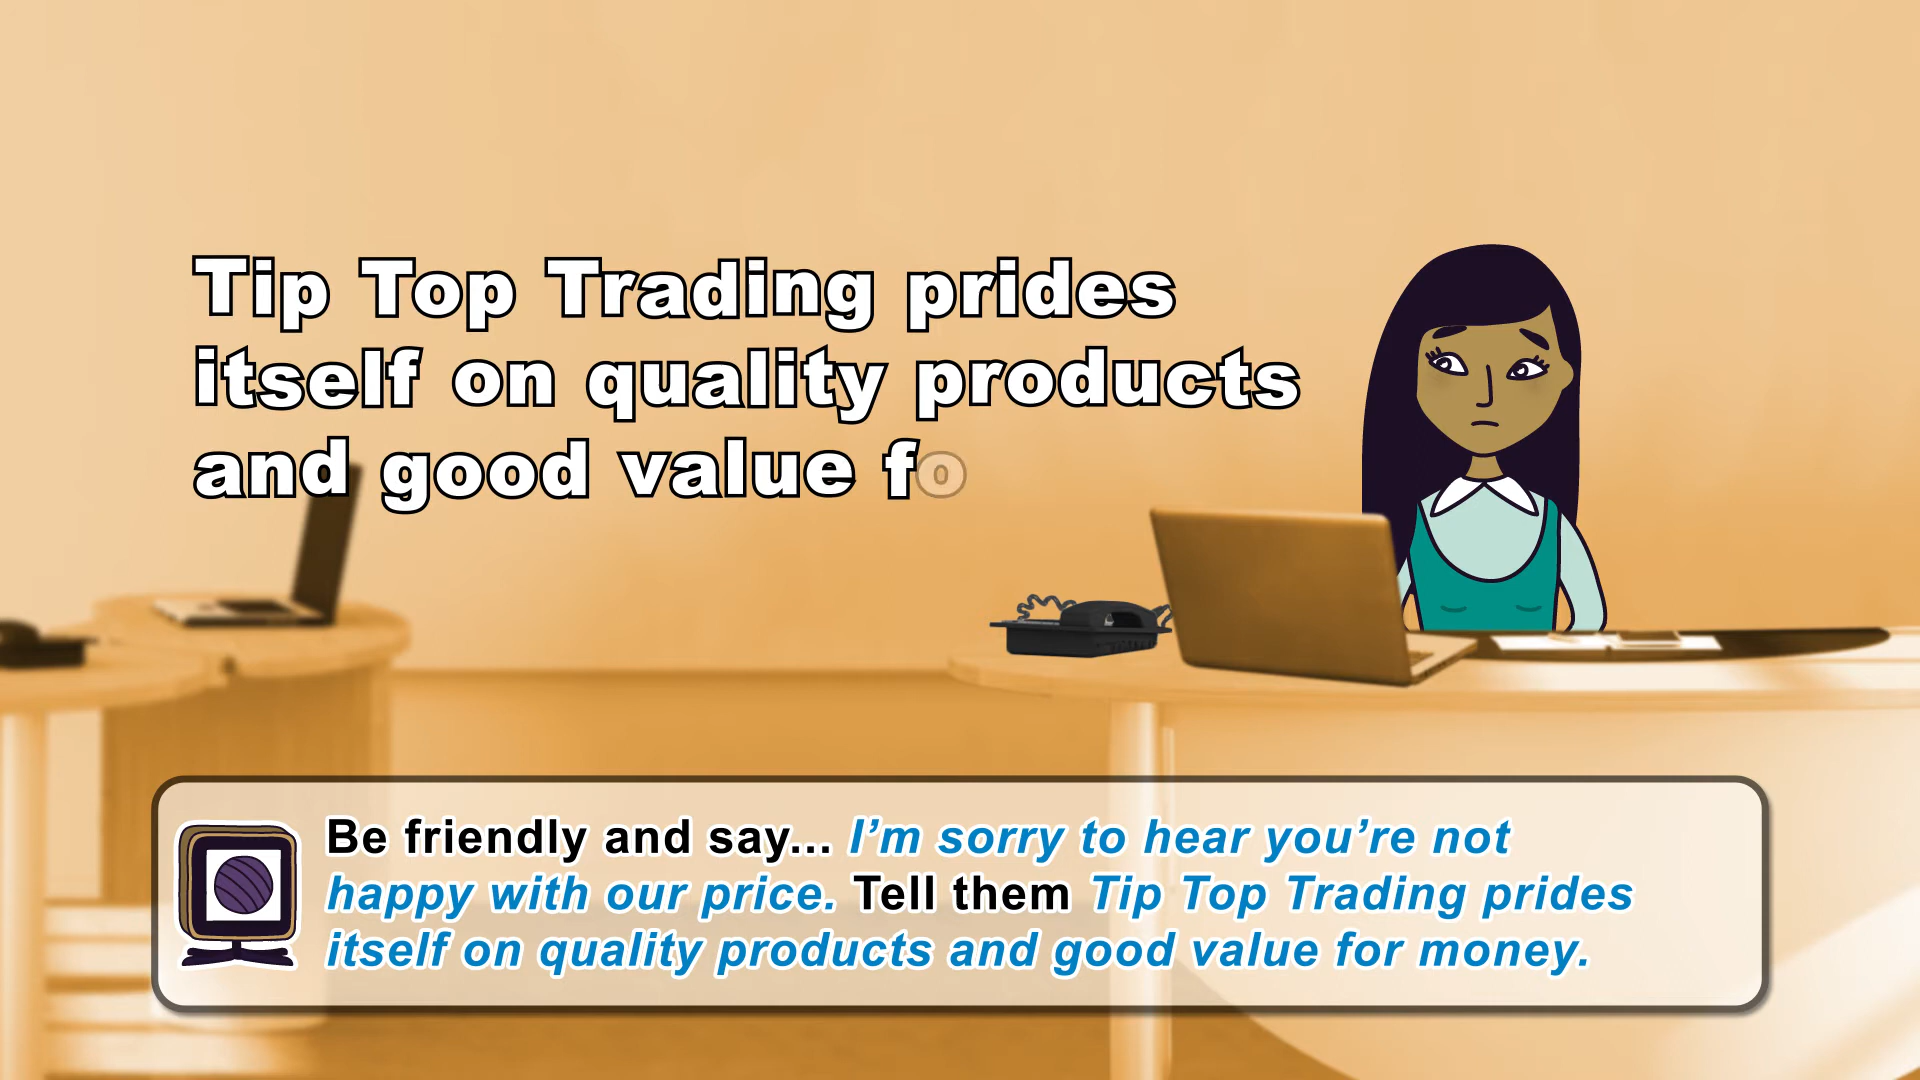 Tip Top Trading prides
itself on quality products
and good value fo
Be friendly and say... I’m sorry to hear you’re not
happy with our price. Tell them Tip Top Trading prides
itself on quality products and good value for money.